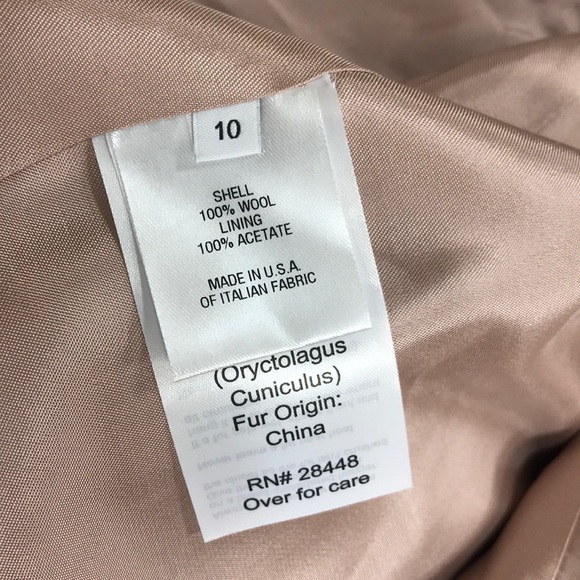 10
SHELL
100% WOOL
LINING
100% ACETATE
MADE IN U.S.A.
OF ITALIAN FABRIC
(Oryctolagus
Cuniculus)
Fur Origin:
China
RN# 28448
Over for care